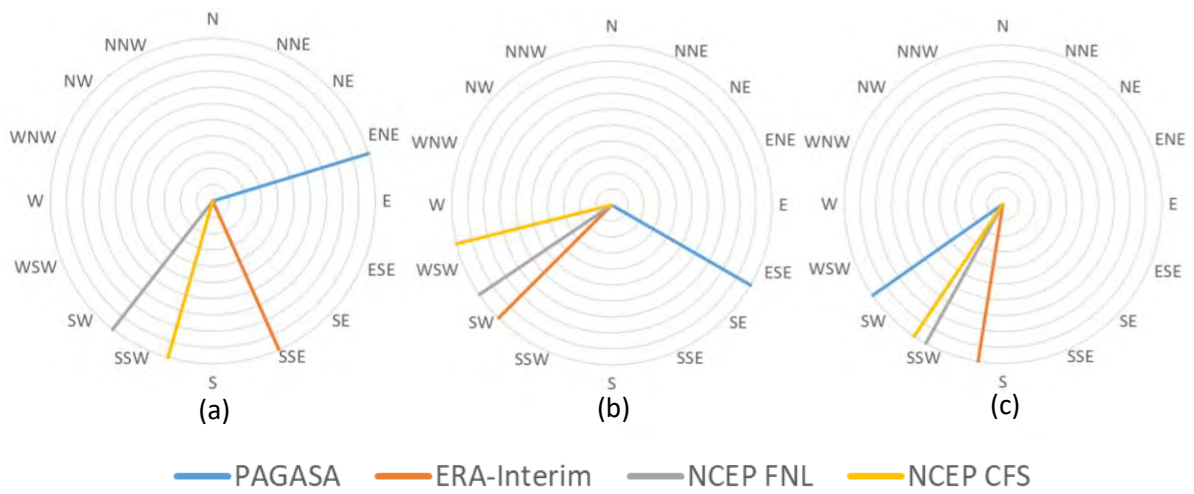 N
NNE
NE
ENE
E
ESE
SE
SSE
S
SSW
SW
WSW
W
WNW
NW
NNW
(a)
N
NNE
NE
ENE
E
ESE
SE
SSE
S
SSW
SW
WSW
W
WNW
NW
NNW
(b)
N
NNE
NE
ENE
E
ESE
SE
SSE
S
SSW
SW
WSW
W
WNW
NW
NNW
(c)
PAGASA ERA-Interim NCEP FNL NCEP CFS